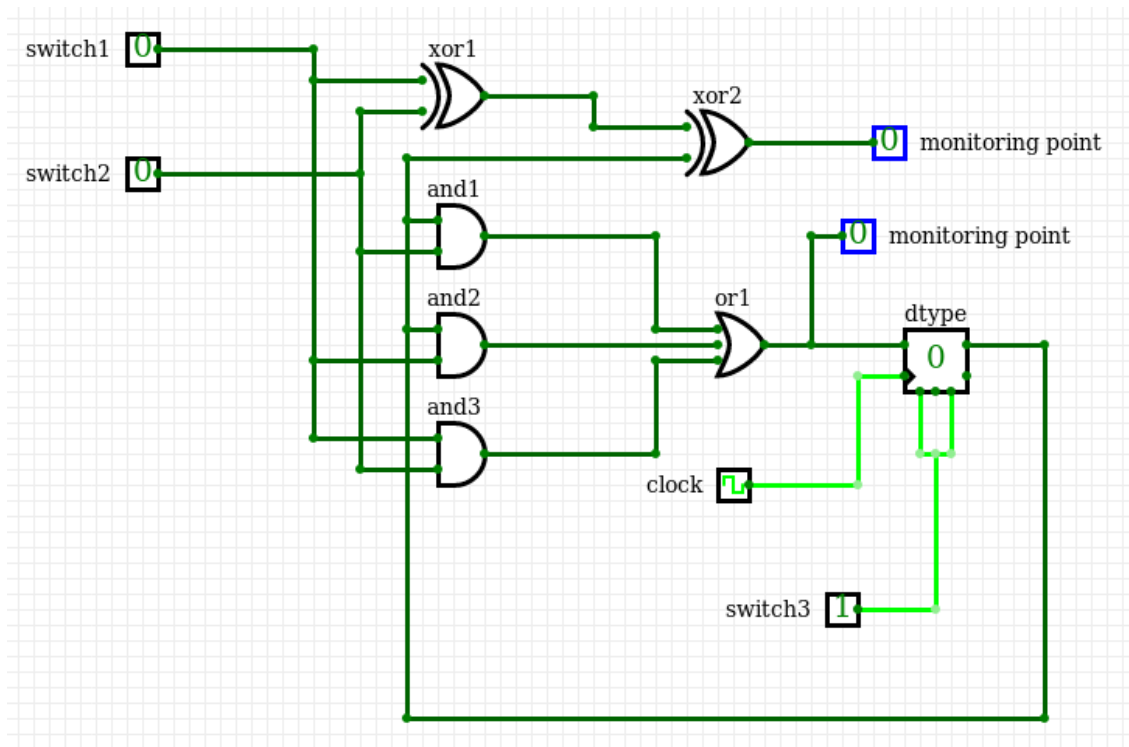 switch1
0
xor1
xor2
0
monitoring point
switch2
0
and1
0
monitoring point
and2
or1
dtype
0
and3
clock
switch3
1